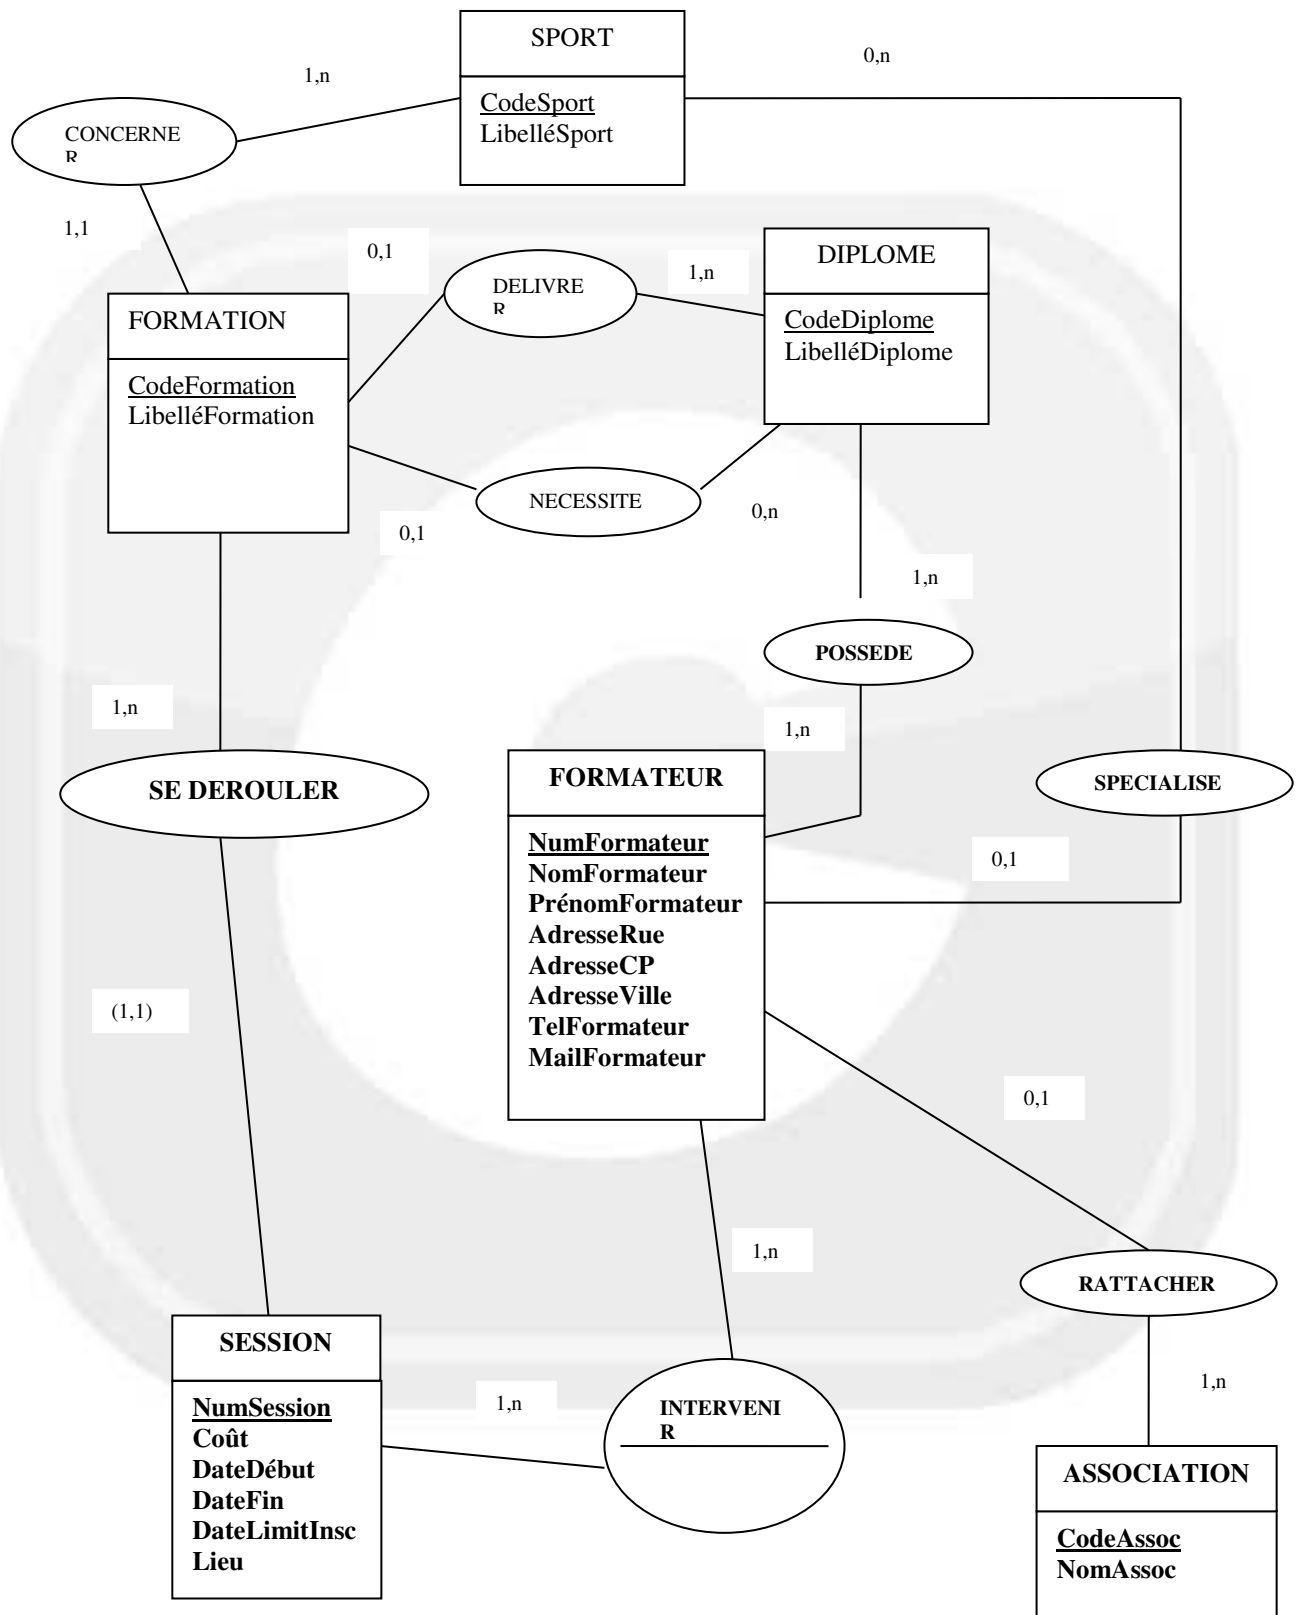 SPORT
0,n
1,n
CodeSport
LibelléSport
CONCERNE
R
1,1
0,1
DELIVRE
R
1,n
DIPLOME
CodeDiplome
LibelléDiplome
FORMATION
CodeFormation
LibelléFormation
NECESSITE
0,1
0,n
1,n
POSSEDE
1,n
1,n
SE DEROULER
FORMATEUR
NumFormateur
NomFormateur
PrénomFormateur
AdresseRue
AdresseCP
AdresseVille
TelFormateur
MailFormateur
SPECIALISE
0,1
(1,1)
0,1
1,n
RATTACHER
SESSION
NumSession
Coût
DateDébut
DateFin
DateLimitInsc
Lieu
1,n
INTERVENI
R
1,n
ASSOCIATION
CodeAssoc
NomAssoc